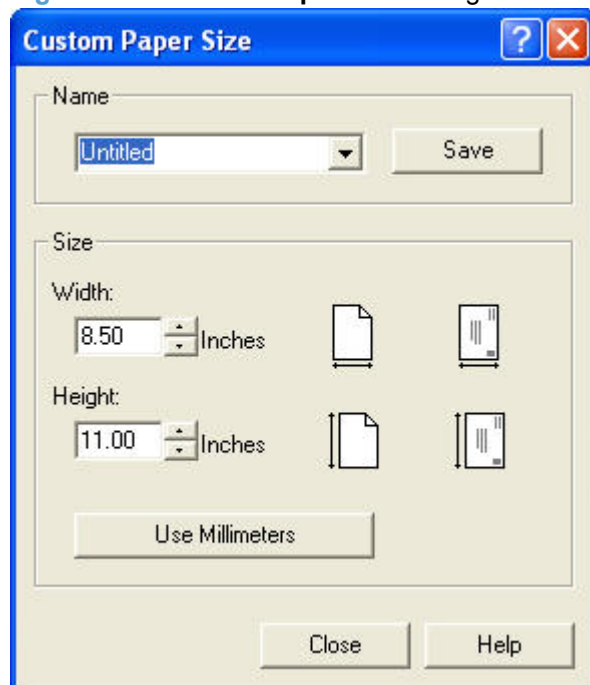 Custom Paper Size
Name
Untitled
Save
Size
Width:
8.50 Inches
Height:
11.00 Inches
Use Millimeters
Close Help